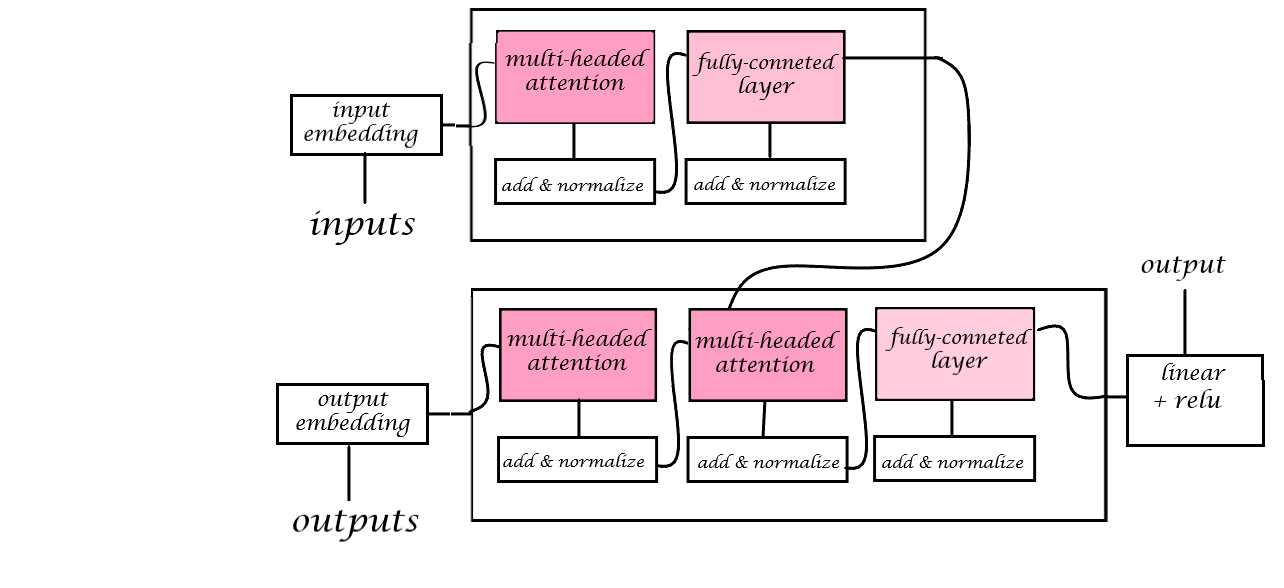 multi-headed
attention
fully-conneted
layer
input
embedding
add & normalize
add & normalize
inputs
output
multi-headed
attention
multi-headed
attention
fully-conneted
layer
linear
+ relu
output
embedding
add & normalize
add & normalize
add & normalize
outputs